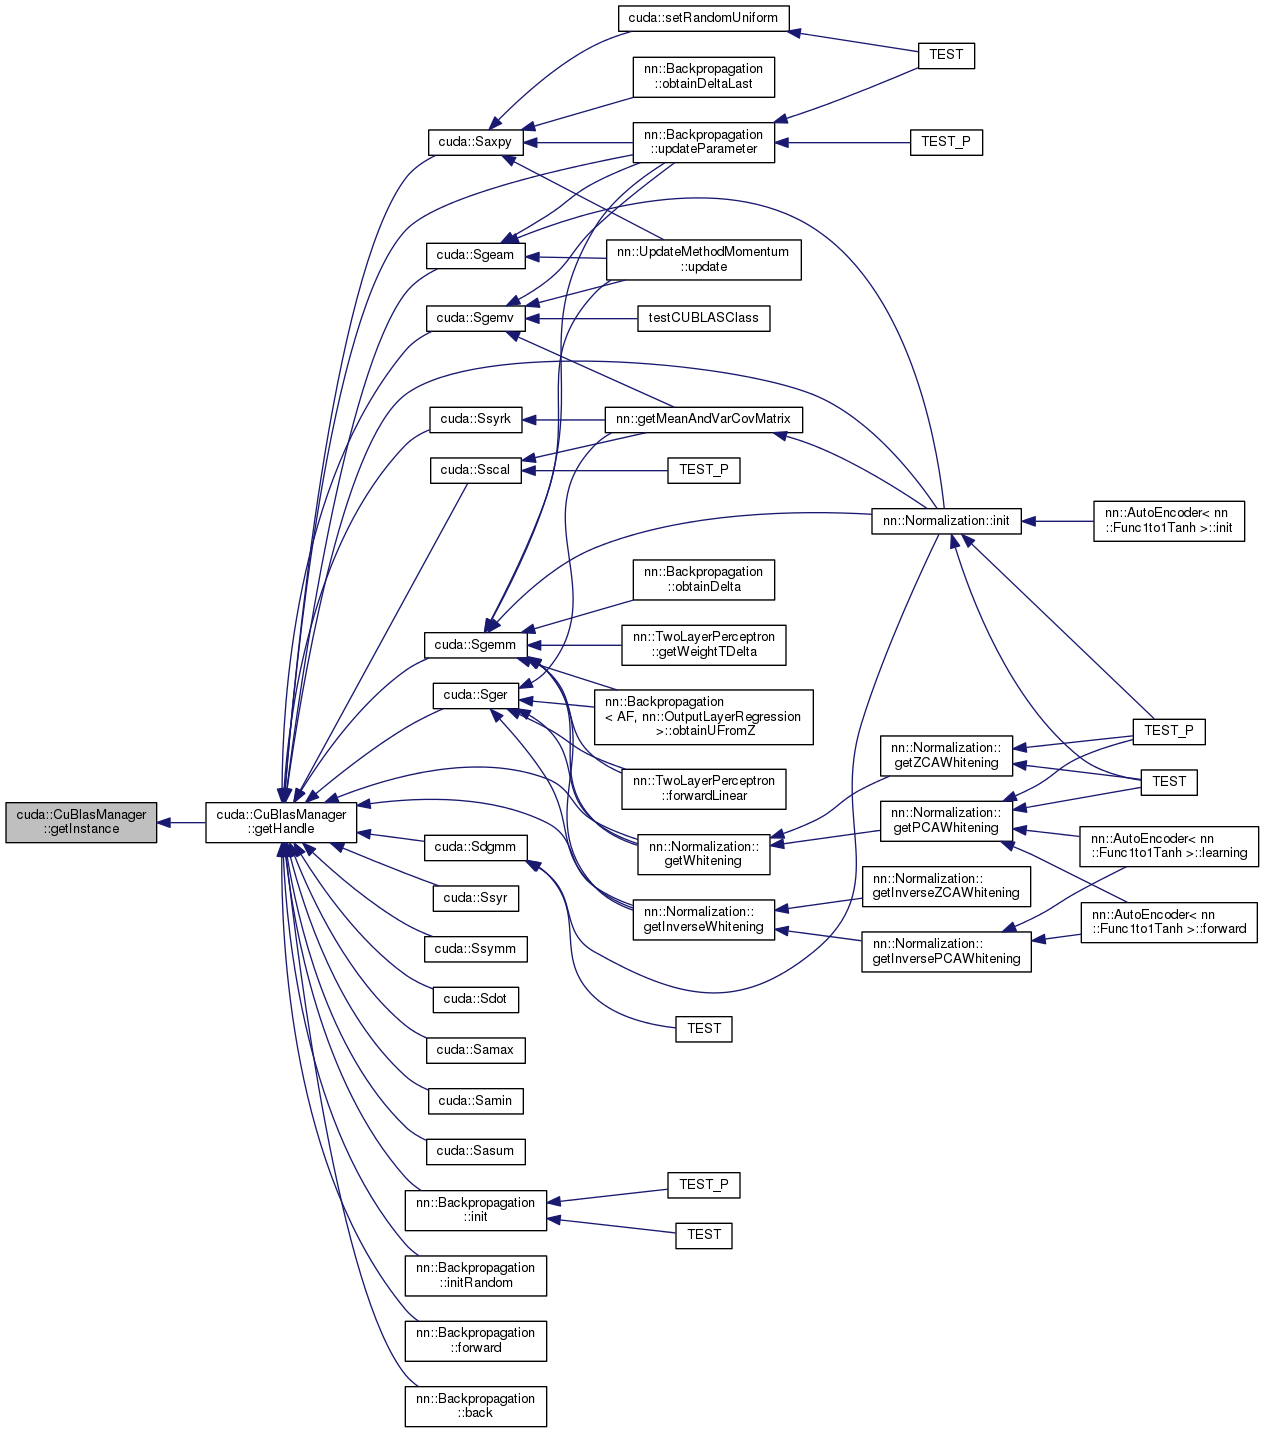 cuda::CuBlasManager
::getInstance
cuda::CuBlasManager
::getHandle
cuda::Saxpy
cuda::Sgeam
cuda::Sgemv
cuda::Ssyrk
cuda::Sscal
cuda::Sgemm
cuda::Sger
cuda::Sdgmm
cuda::Ssyr
cuda::Ssymm
cuda::Sdot
cuda::Samax
cuda::Samin
cuda::Sasum
nn::Backpropagation
::init
nn::Backpropagation
::initRandom
nn::Backpropagation
::forward
nn::Backpropagation
::back
cuda::setRandomUniform
nn::Backpropagation
::obtainDeltaLast
nn::Backpropagation
::updateParameter
nn::UpdateMethodMomentum
::update
testCUBLASClass
nn::getMeanAndVarCovMatrix
TEST_P
nn::Backpropagation
::obtainDelta
nn::TwoLayerPerceptron
::getWeightTDelta
nn::Backpropagation
< AF, nn::OutputLayerRegression
>::obtainUFromZ
nn::TwoLayerPerceptron
::forwardLinear
nn::Normalization::
getWhitening
nn::Normalization::
getInverseWhitening
TEST
TEST_P
TEST
TEST
TEST_P
nn::Normalization::init
nn::Normalization::
getZCAWhitening
nn::Normalization::
getPCAWhitening
nn::Normalization::
getInverseZCAWhitening
nn::Normalization::
getInversePCAWhitening
nn::AutoEncoder< nn
::Func1to1Tanh >::init
TEST_P
TEST
nn::AutoEncoder< nn
::Func1to1Tanh >::learning
nn::AutoEncoder< nn
::Func1to1Tanh >::forward